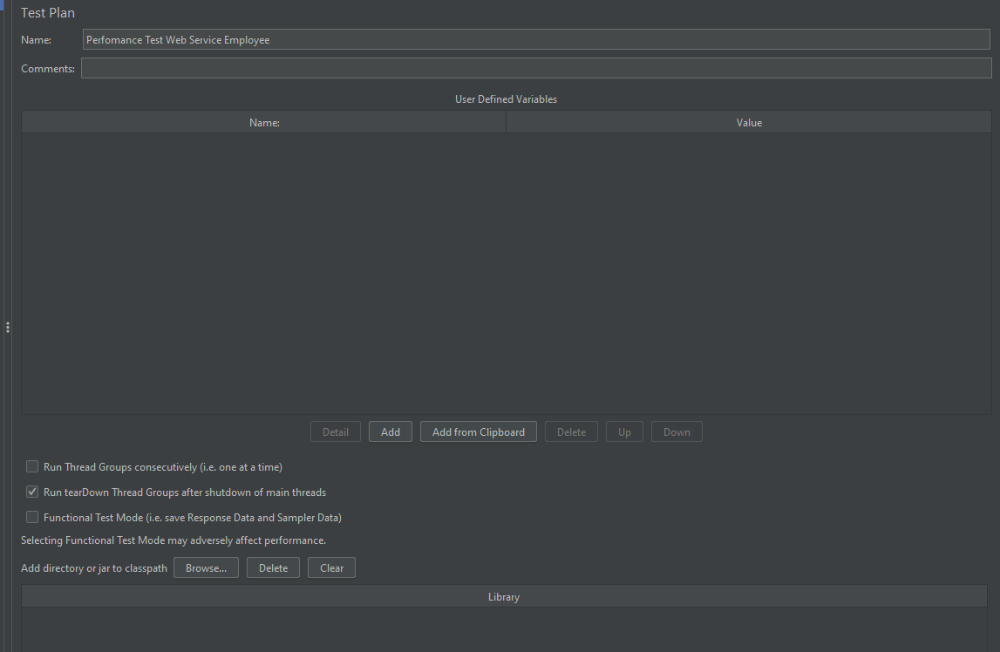 Test Plan
Name: Perfomance Test Web Service Employee
Comments:
User Defined Variables
Name: Value
Detail Add Add from Clipboard Delete Up Down
Run Thread Groups consecutively (i.e. one at a time)
Run tearDown Thread Groups after shutdown of main threads
Functional Test Mode (i.e. save Response Data and Sampler Data)
Selecting Functional Test Mode may adversely affect performance.
Add directory or jar to classpath Browse... Delete Clear
Library